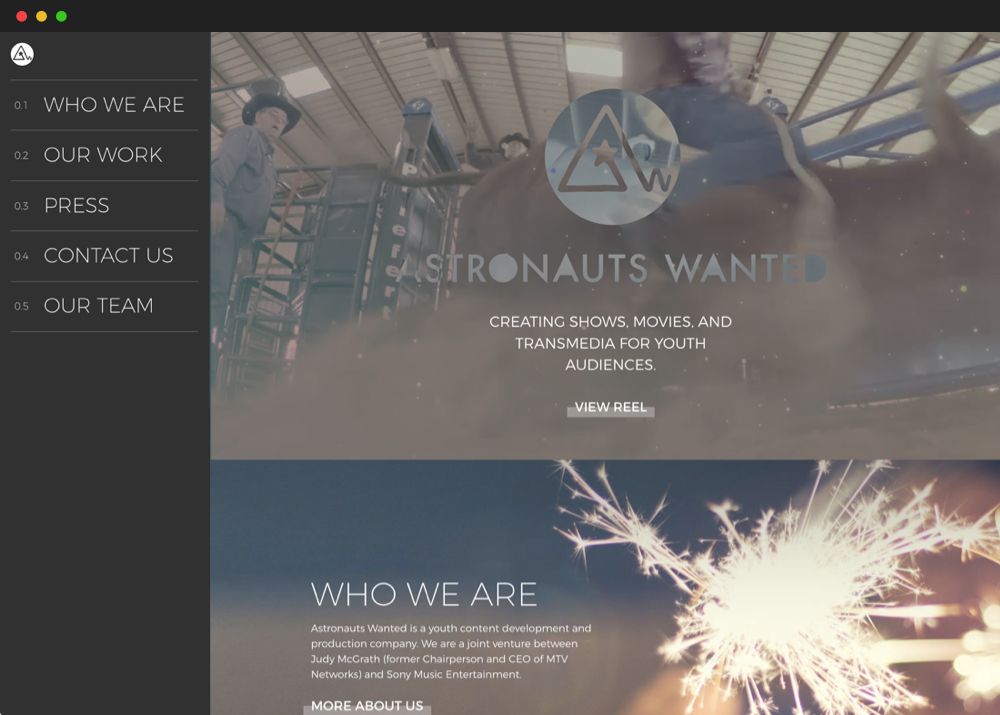 0.1 WHO WE ARE
0.2 OUR WORK
0.3 PRESS
0.4 CONTACT US
0.5 OUR TEAM
W
ASTRONAUTS WANTED
CREATING SHOWS, MOVIES, AND
TRANSMEDIA FOR YOUTH
AUDIENCES.
VIEW REEL
WHO WE ARE
Astronauts Wanted is a youth content development and
production company. We are a joint venture between
Judy McGrath (former Chairperson and CEO of MTV
Networks) and Sony Music Entertainment.
MORE ABOUT US